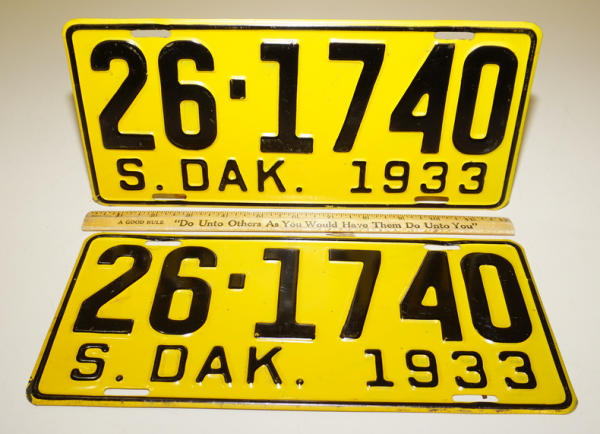 26·1740
S. DAK. 1933
A GOOD RULE "Do Unto Others As You Would Have Them Do Unto You"
26·1740
S. DAK. 1933